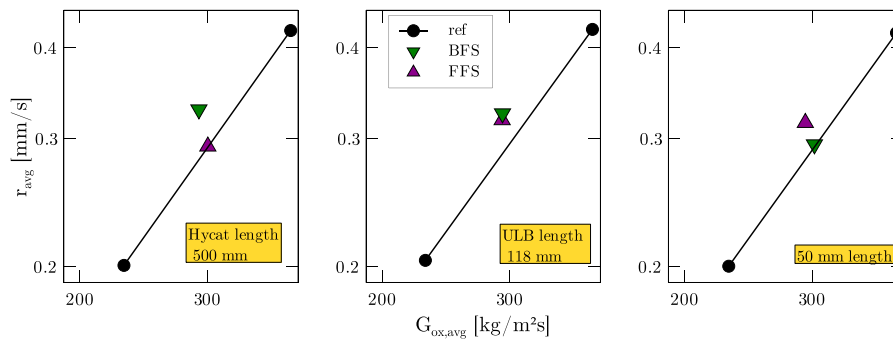 0.4
0.3
0.2
r_avg [mm/s]
Hycat length
500 mm
200
300
ref
BFS
FFS
0.4
0.3
0.2
ULB length
118 mm
200
300
G_ox,avg [kg/m²s]
0.4
0.3
0.2
50 mm length
200
300